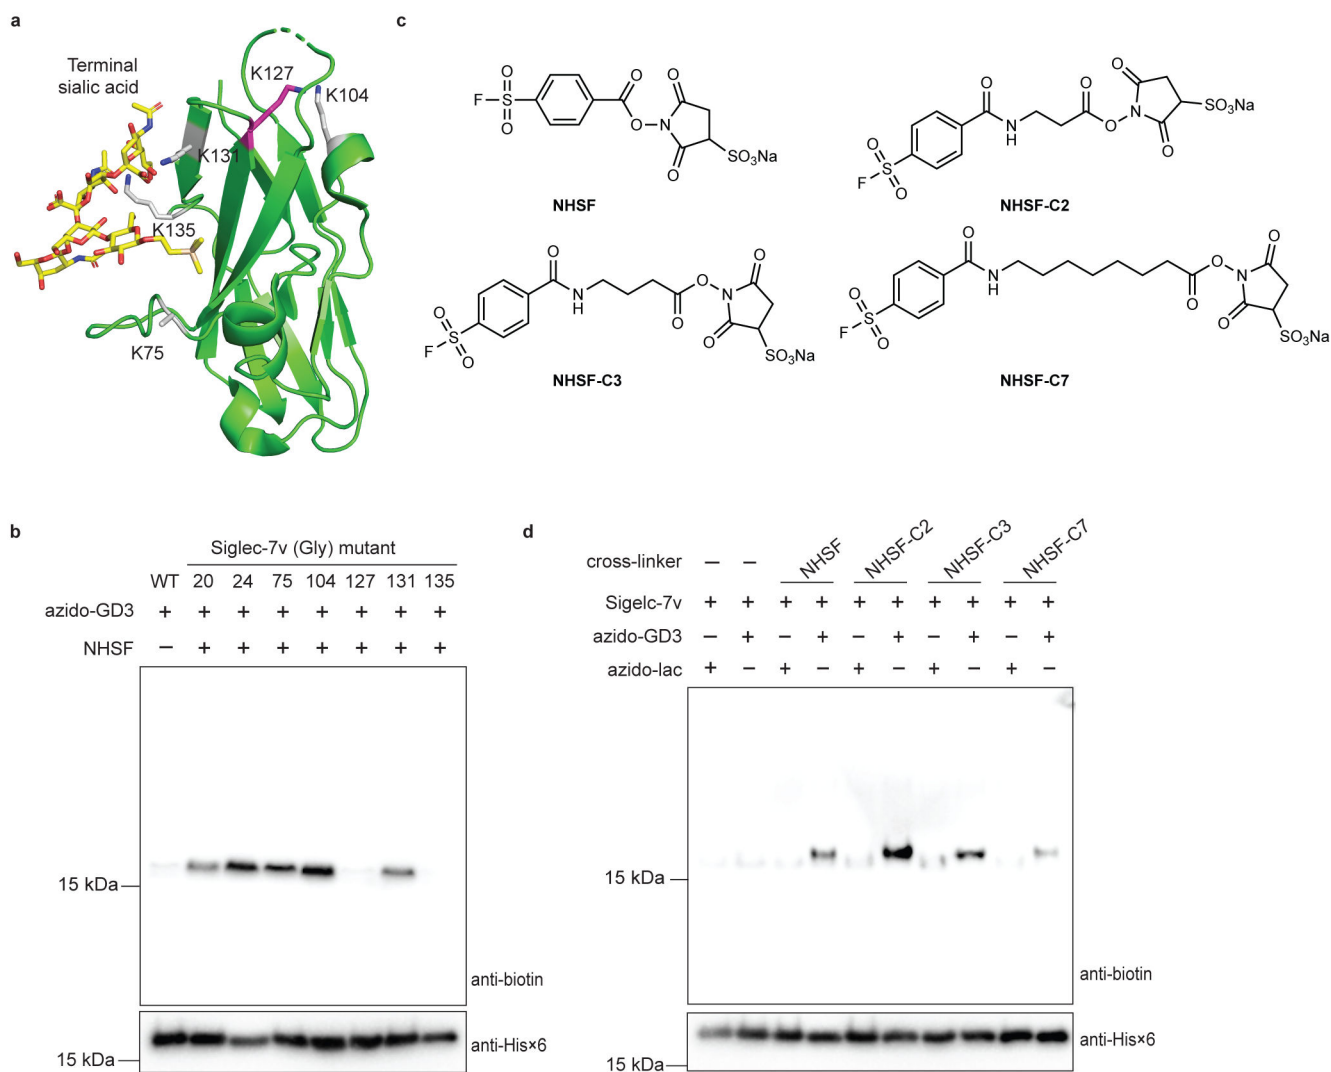 a
Terminal
sialic acid
K127
K104
K131
K135
K75
c
F
S
O
O
O
O
N
O
O
SO₃Na
NHSF
F
S
O
O
O
N
H
O
O
N
O
O
SO₃Na
NHSF-C2
F
S
O
O
O
N
H
O
O
N
O
O
SO₃Na
NHSF-C3
F
S
O
O
O
N
H
O
O
N
O
O
SO₃Na
NHSF-C7
b
Siglec-7v (Gly) mutant
WT 20 24 75 104 127 131 135
azido-GD3 + + + + + + + +
NHSF – + + + + + + +
15 kDa
anti-biotin
15 kDa
anti-His×6
d
cross-linker – – NHSF NHSF-C2 NHSF-C3 NHSF-C7
Sigelc-7v + + + + + + + + + +
azido-GD3 – + – + – + – + – +
azido-lac + – + – + – + – + –
15 kDa
anti-biotin
15 kDa
anti-His×6